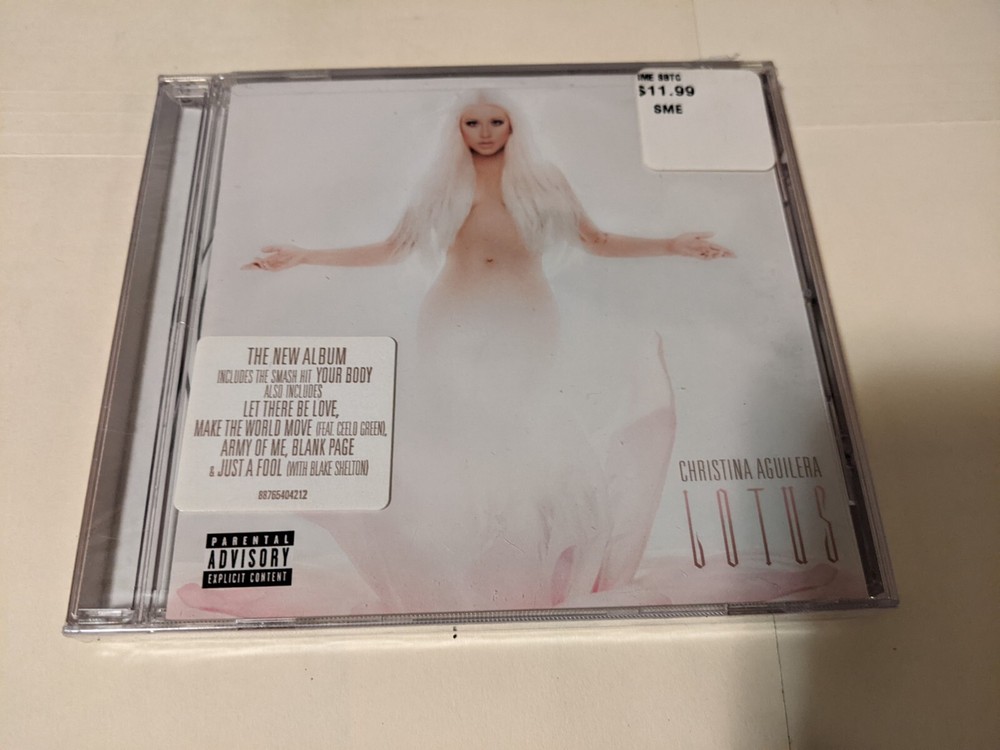 IME SBTC
$11.99
SME
THE NEW ALBUM
INCLUDES THE SMASH HIT YOUR BODY
ALSO INCLUDES
LET THERE BE LOVE,
MAKE THE WORLD MOVE (FEAT. CEELO GREEN),
ARMY OF ME, BLANK PAGE
& JUST A FOOL (WITH BLAKE SHELTON)
88765404212
CHRISTINA AGUILERA
LOTUS
PARENTAL
ADVISORY
EXPLICIT CONTENT